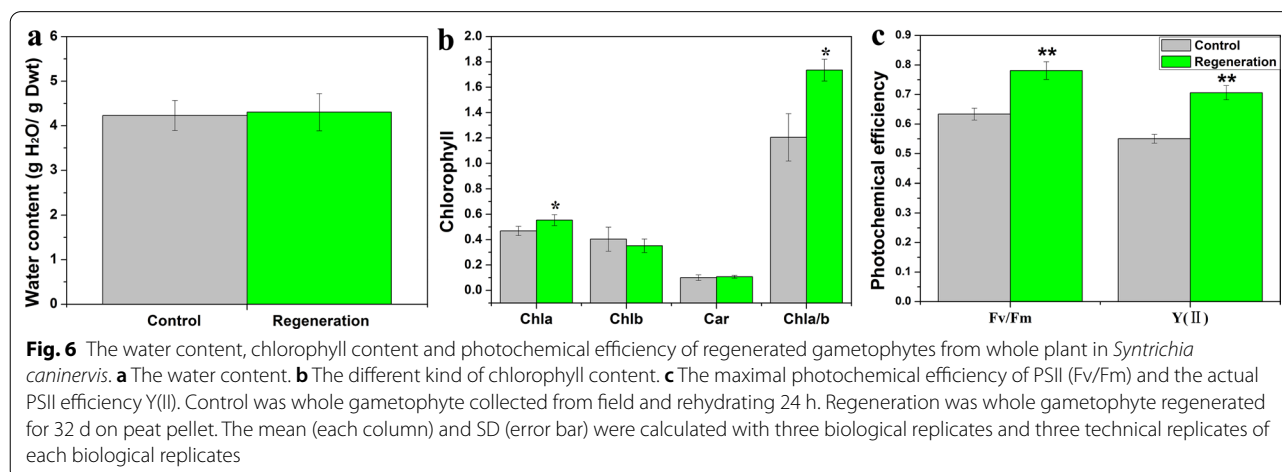 a
6
5
4
3
2
1
0
Water content (g H₂O/ g Dwt)
Control
Regeneration
b
2.0
1.8
1.6
1.4
1.2
1.0
0.8
0.6
0.4
0.2
0.0
Chlorophyll
*
*
Chla
Chlb
Car
Chla/b
c
0.9
0.8
0.7
0.6
0.5
0.4
0.3
0.2
0.1
0.0
Photochemical efficiency
Control
Regeneration
**
**
Fv/Fm
Y(Ⅱ)
Fig. 6 The water content, chlorophyll content and photochemical efficiency of regenerated gametophytes from whole plant in Syntrichia
caninervis. a The water content. b The different kind of chlorophyll content. c The maximal photochemical efficiency of PSII (Fv/Fm) and the actual
PSII efficiency Y(II). Control was whole gametophyte collected from field and rehydrating 24 h. Regeneration was whole gametophyte regenerated
for 32 d on peat pellet. The mean (each column) and SD (error bar) were calculated with three biological replicates and three technical replicates of
each biological replicates